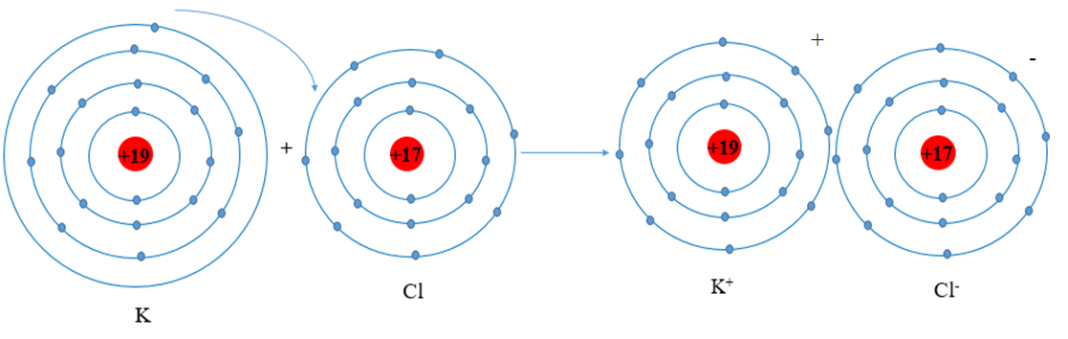 + -
+19 + +17 +19 +17
K Cl K⁺ Cl⁻